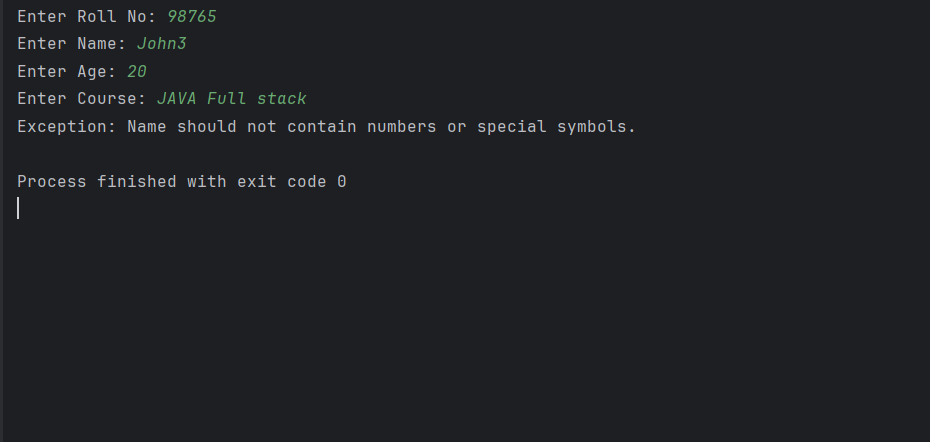 Enter Roll No: 98765
Enter Name: John3
Enter Age: 20
Enter Course: JAVA Full stack
Exception: Name should not contain numbers or special symbols.
Process finished with exit code 0